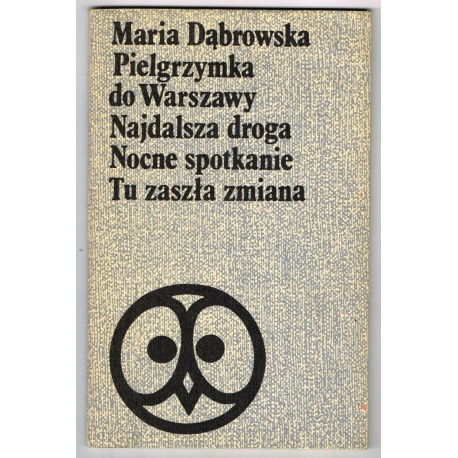 Maria Dąbrowska
Pielgrzymka
do Warszawy
Najdalsza droga
Nocne spotkanie
Tu zaszła zmiana